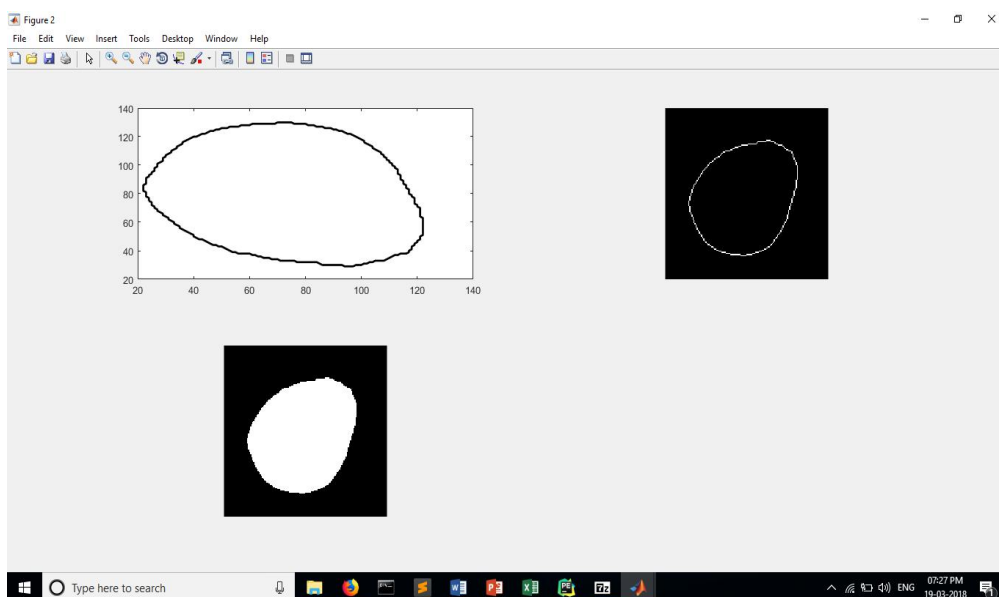 Figure 2
File Edit View Insert Tools Desktop Window Help
140
120
100
80
60
40
20
20 40 60 80 100 120 140
Type here to search
ENG
07:27 PM
19-03-2018